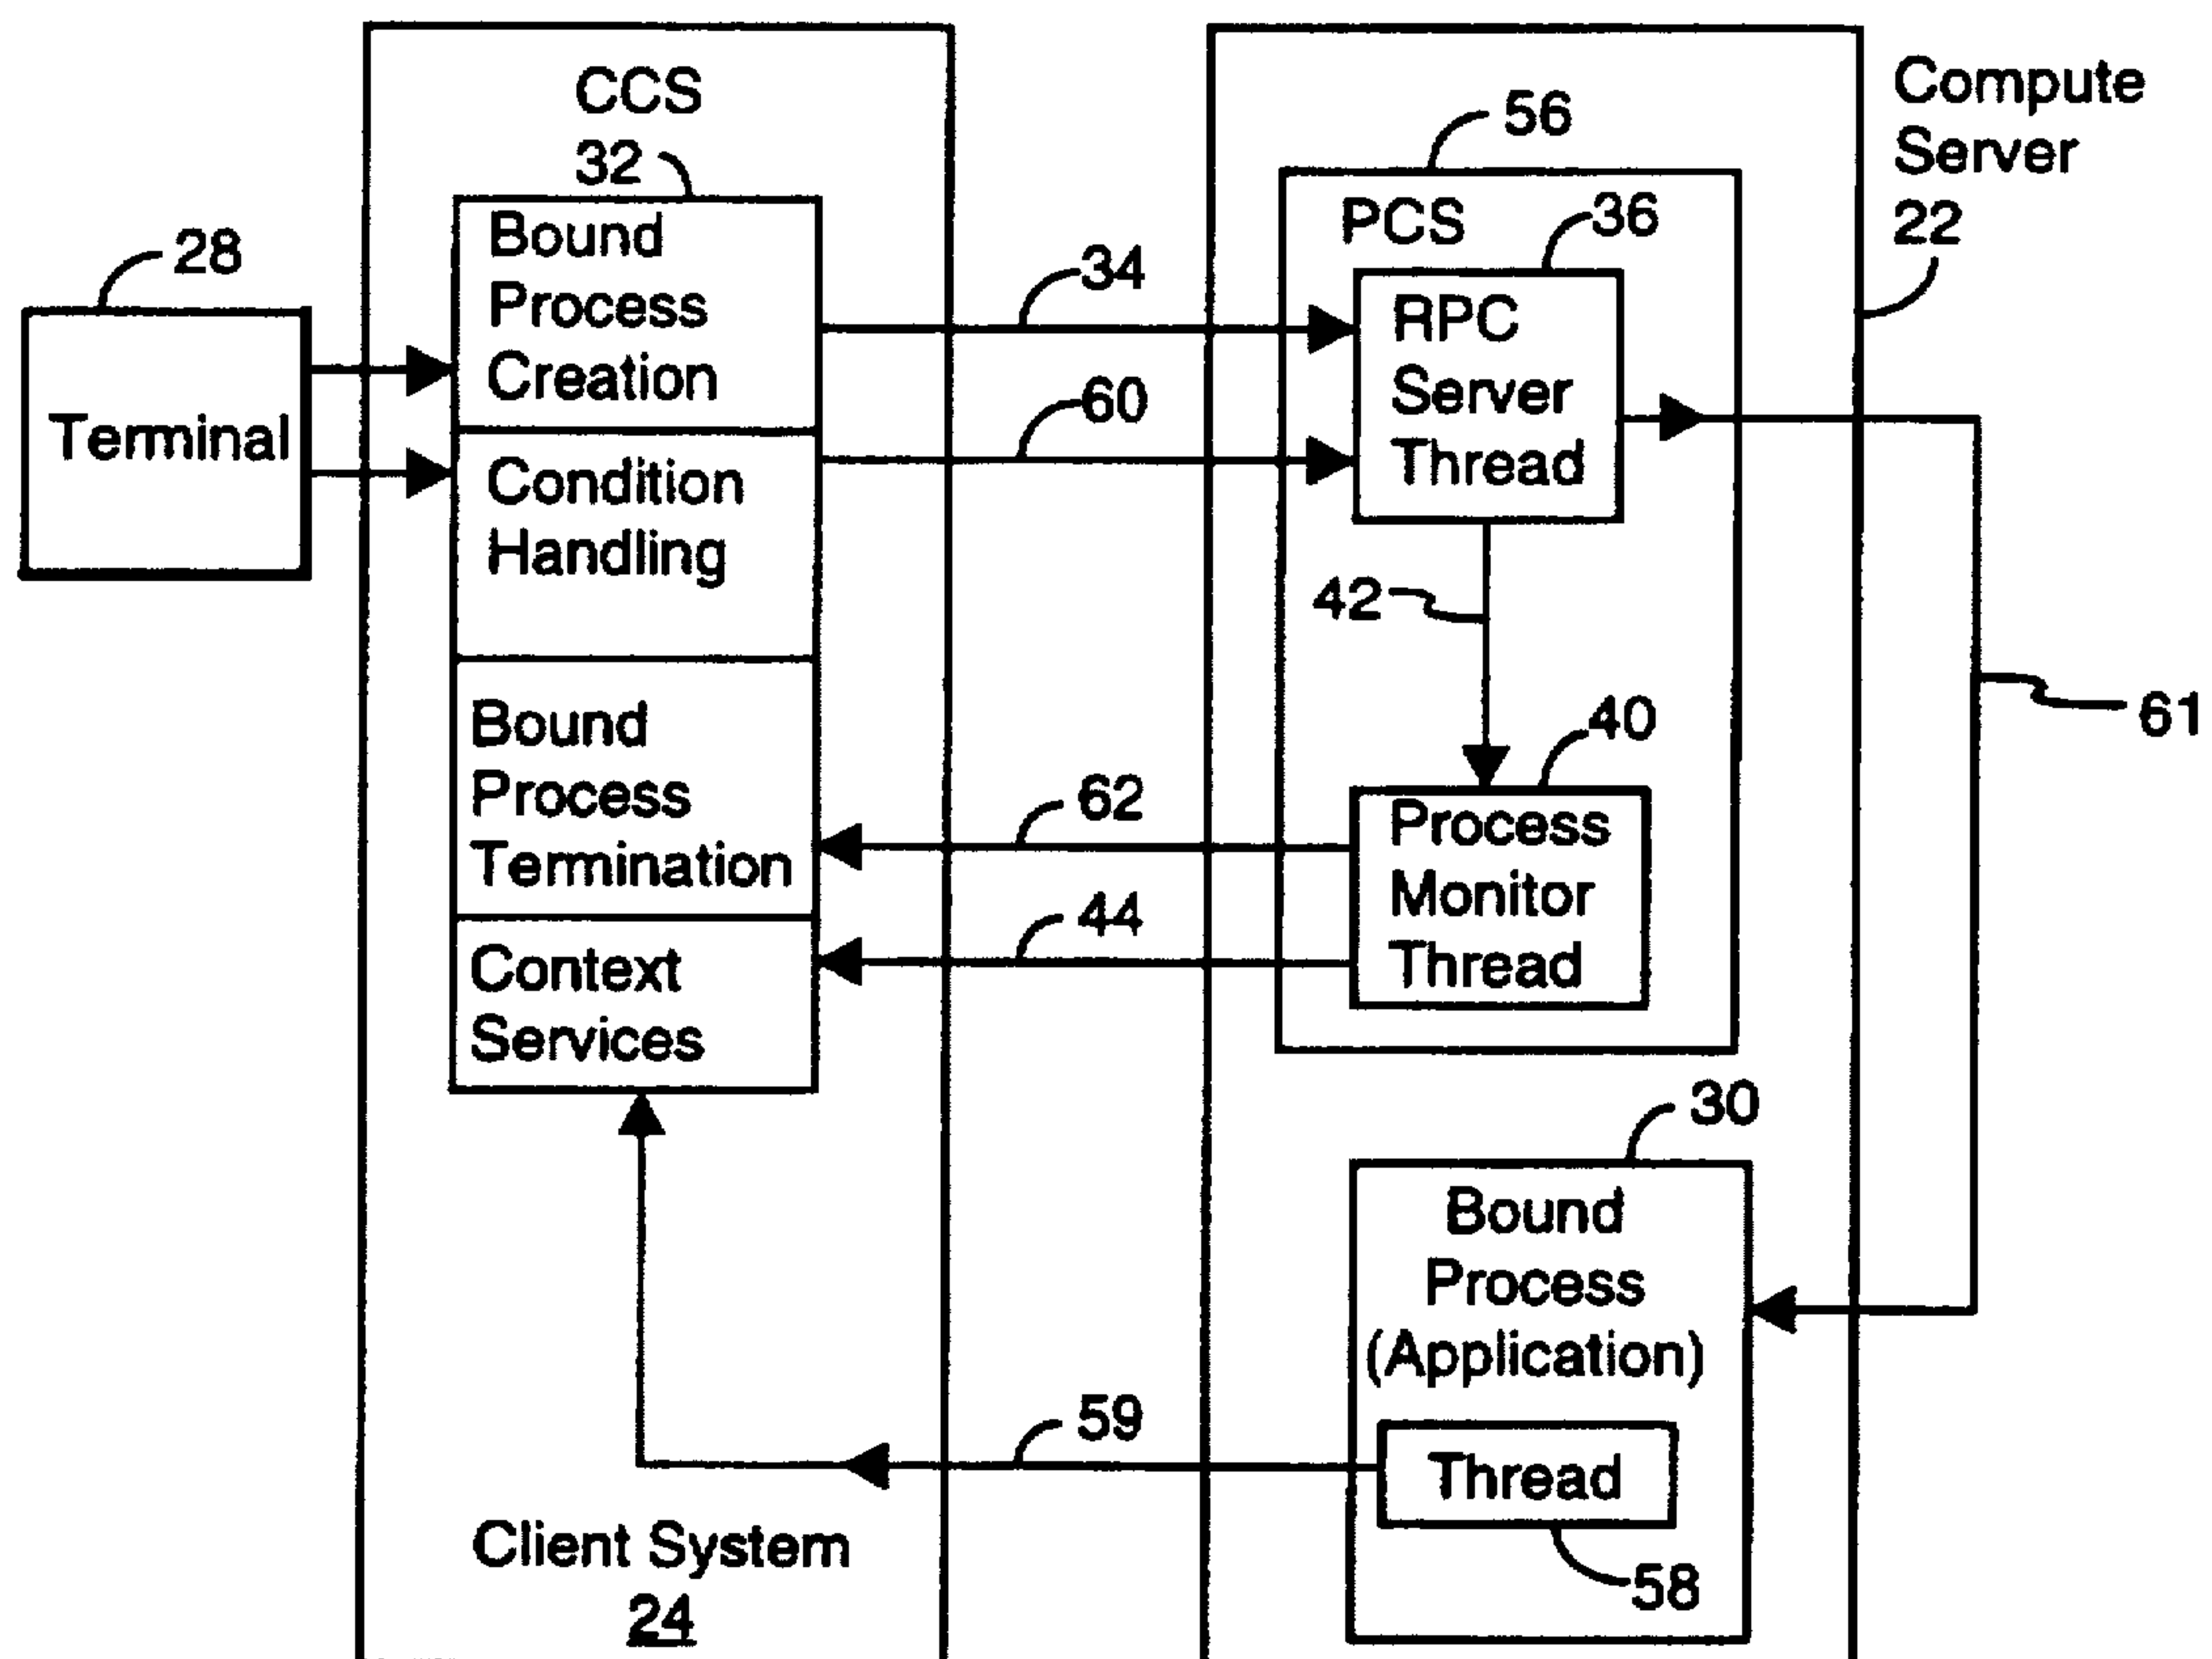 CCS
32
Bound
Process
Creation
Condition
Handling
Bound
Process
Termination
Context
Services
28
Terminal
34
60
62
44
59
Client System
24
56
PCS
36
RPC
Server
Thread
42
40
Process
Monitor
Thread
30
Bound
Process
(Application)
Thread
58
Compute
Server
22
61